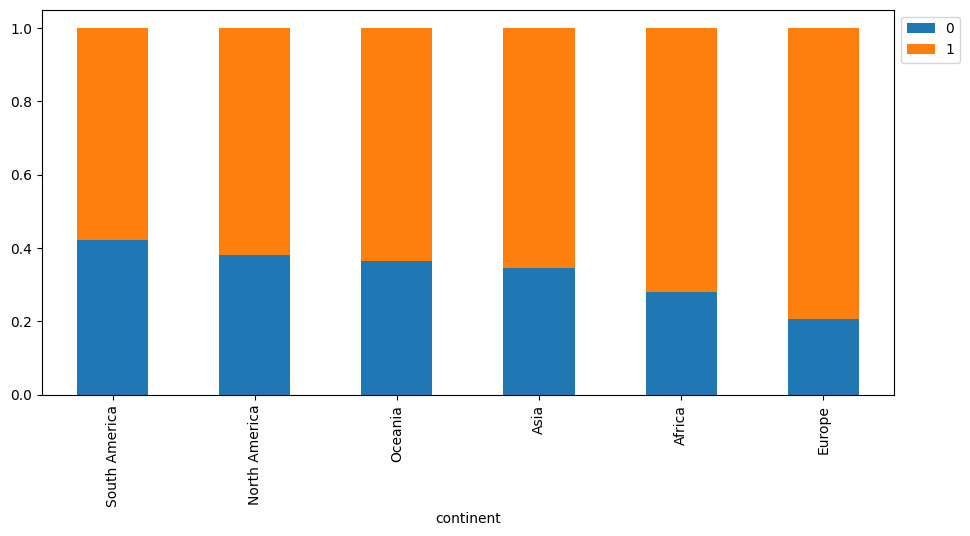 1.0
0.8
0.6
0.4
0.2
0.0
0
1
South America
North America
Oceania
Asia
Africa
Europe
continent